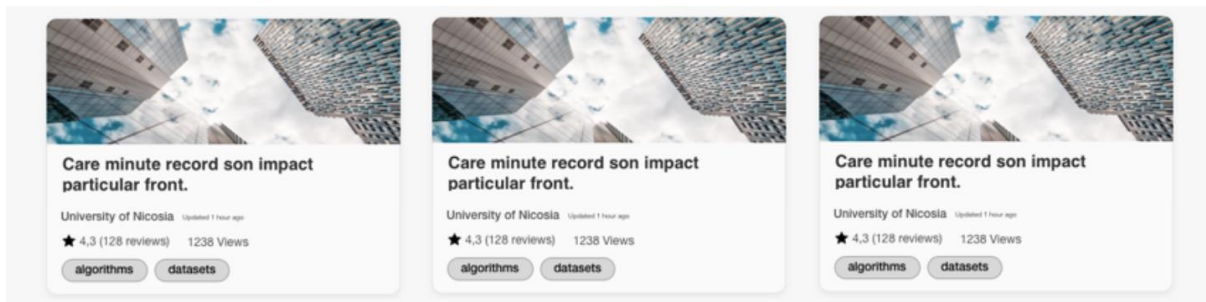 Care minute record son impact
particular front.
University of Nicosia Updated 1 hour ago
4,3 (128 reviews) 1238 Views
algorithms datasets
Care minute record son impact
particular front.
University of Nicosia Updated 1 hour ago
4,3 (128 reviews) 1238 Views
algorithms datasets
Care minute record son impact
particular front.
University of Nicosia Updated 1 hour ago
4,3 (128 reviews) 1238 Views
algorithms datasets